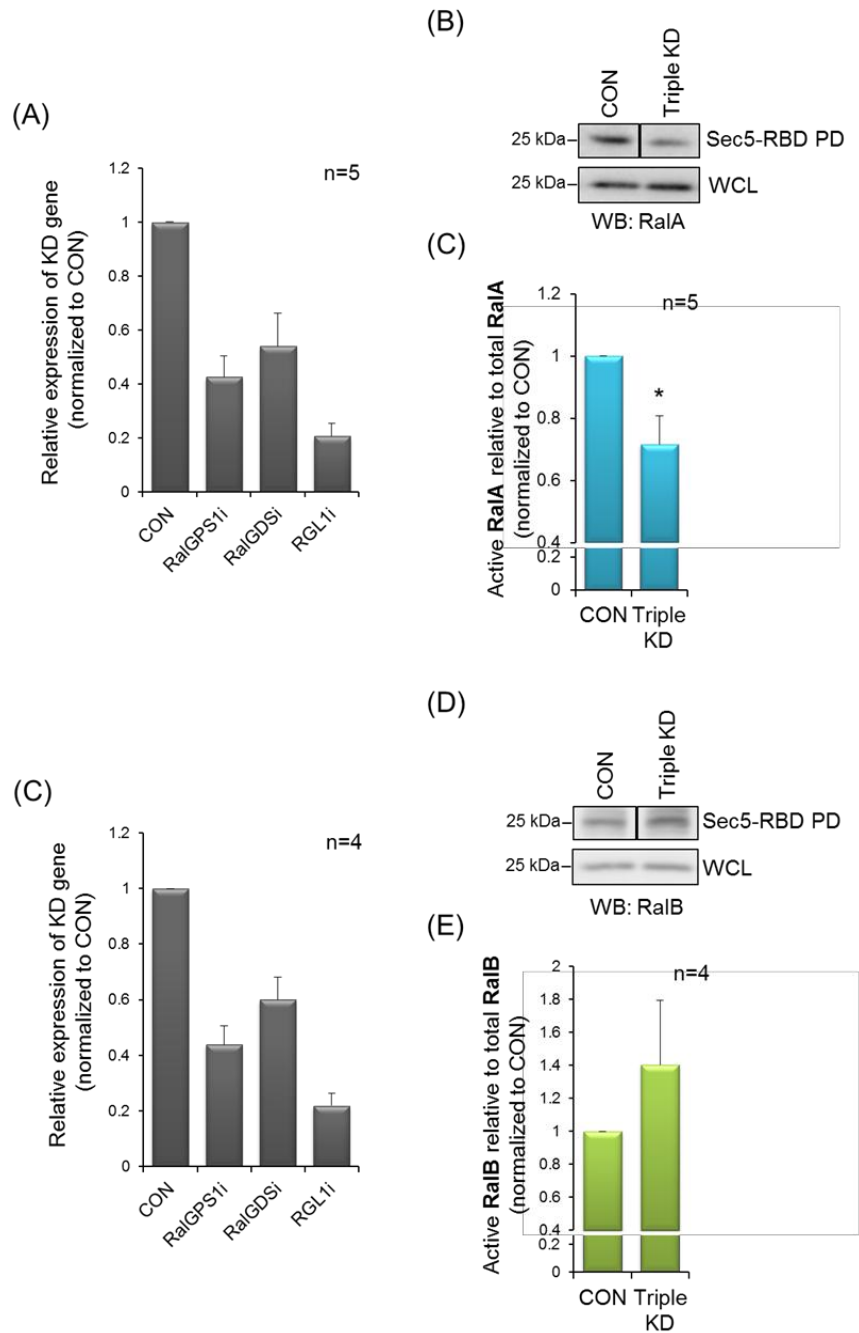 (A)
Relative expression of KD gene
(normalized to CON)
1.2
1
0.8
0.6
0.4
0.2
0
n=5
CON
RalGPS1i
RalGDSi
RGL1i
(B)
CON
Triple KD
25 kDa
Sec5-RBD PD
25 kDa
WCL
WB: RalA
(C)
Active RalA relative to total RalA
(normalized to CON)
1.2
1
0.8
0.6
0.4
0.2
0
n=5
*
CON Triple
KD
(C)
Relative expression of KD gene
(normalized to CON)
1.2
1
0.8
0.6
0.4
0.2
0
n=4
CON
RalGPS1i
RalGDSi
RGL1i
(D)
CON
Triple KD
25 kDa
Sec5-RBD PD
25 kDa
WCL
WB: RalB
(E)
Active RalB relative to total RalB
(normalized to CON)
2
1.8
1.6
1.4
1.2
1
0.8
0.6
0.4
0.2
0
n=4
CON Triple
KD